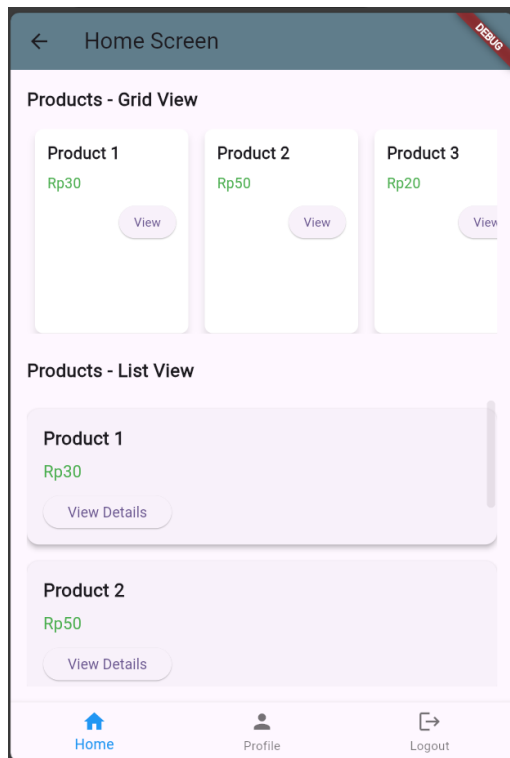 Home Screen
DEBUG
Products - Grid View
Product 1
Rp30
View
Product 2
Rp50
View
Product 3
Rp20
View
Products - List View
Product 1
Rp30
View Details
Product 2
Rp50
View Details
Home
Profile
Logout